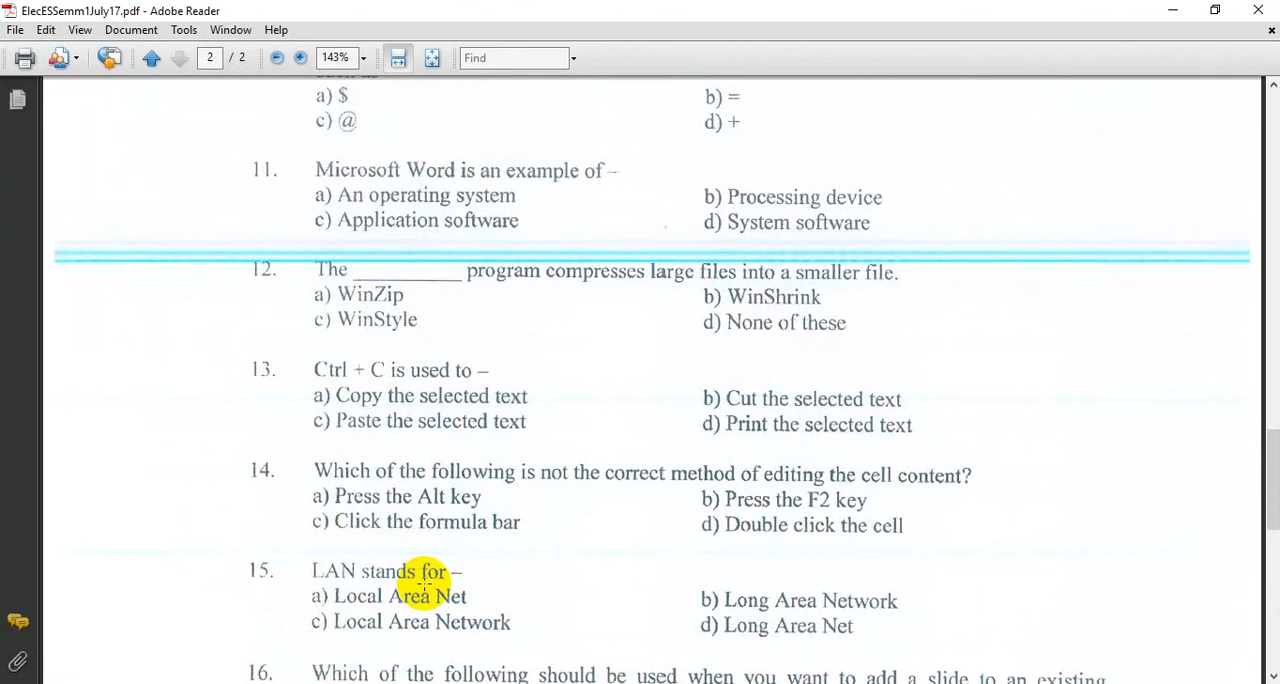 ElecESSemm1July17.pdf - Adobe Reader
File Edit View Document Tools Window Help
2 / 2 143% Find
a) $ b) =
c) @ d) +
11. Microsoft Word is an example of –
a) An operating system b) Processing device
c) Application software d) System software
12. The __________ program compresses large files into a smaller file.
a) WinZip b) WinShrink
c) WinStyle d) None of these
13. Ctrl + C is used to –
a) Copy the selected text b) Cut the selected text
c) Paste the selected text d) Print the selected text
14. Which of the following is not the correct method of editing the cell content?
a) Press the Alt key b) Press the F2 key
c) Click the formula bar d) Double click the cell
15. LAN stands for –
a) Local Area Net b) Long Area Network
c) Local Area Network d) Long Area Net
16. Which of the following should be used when you want to add a slide to an existing